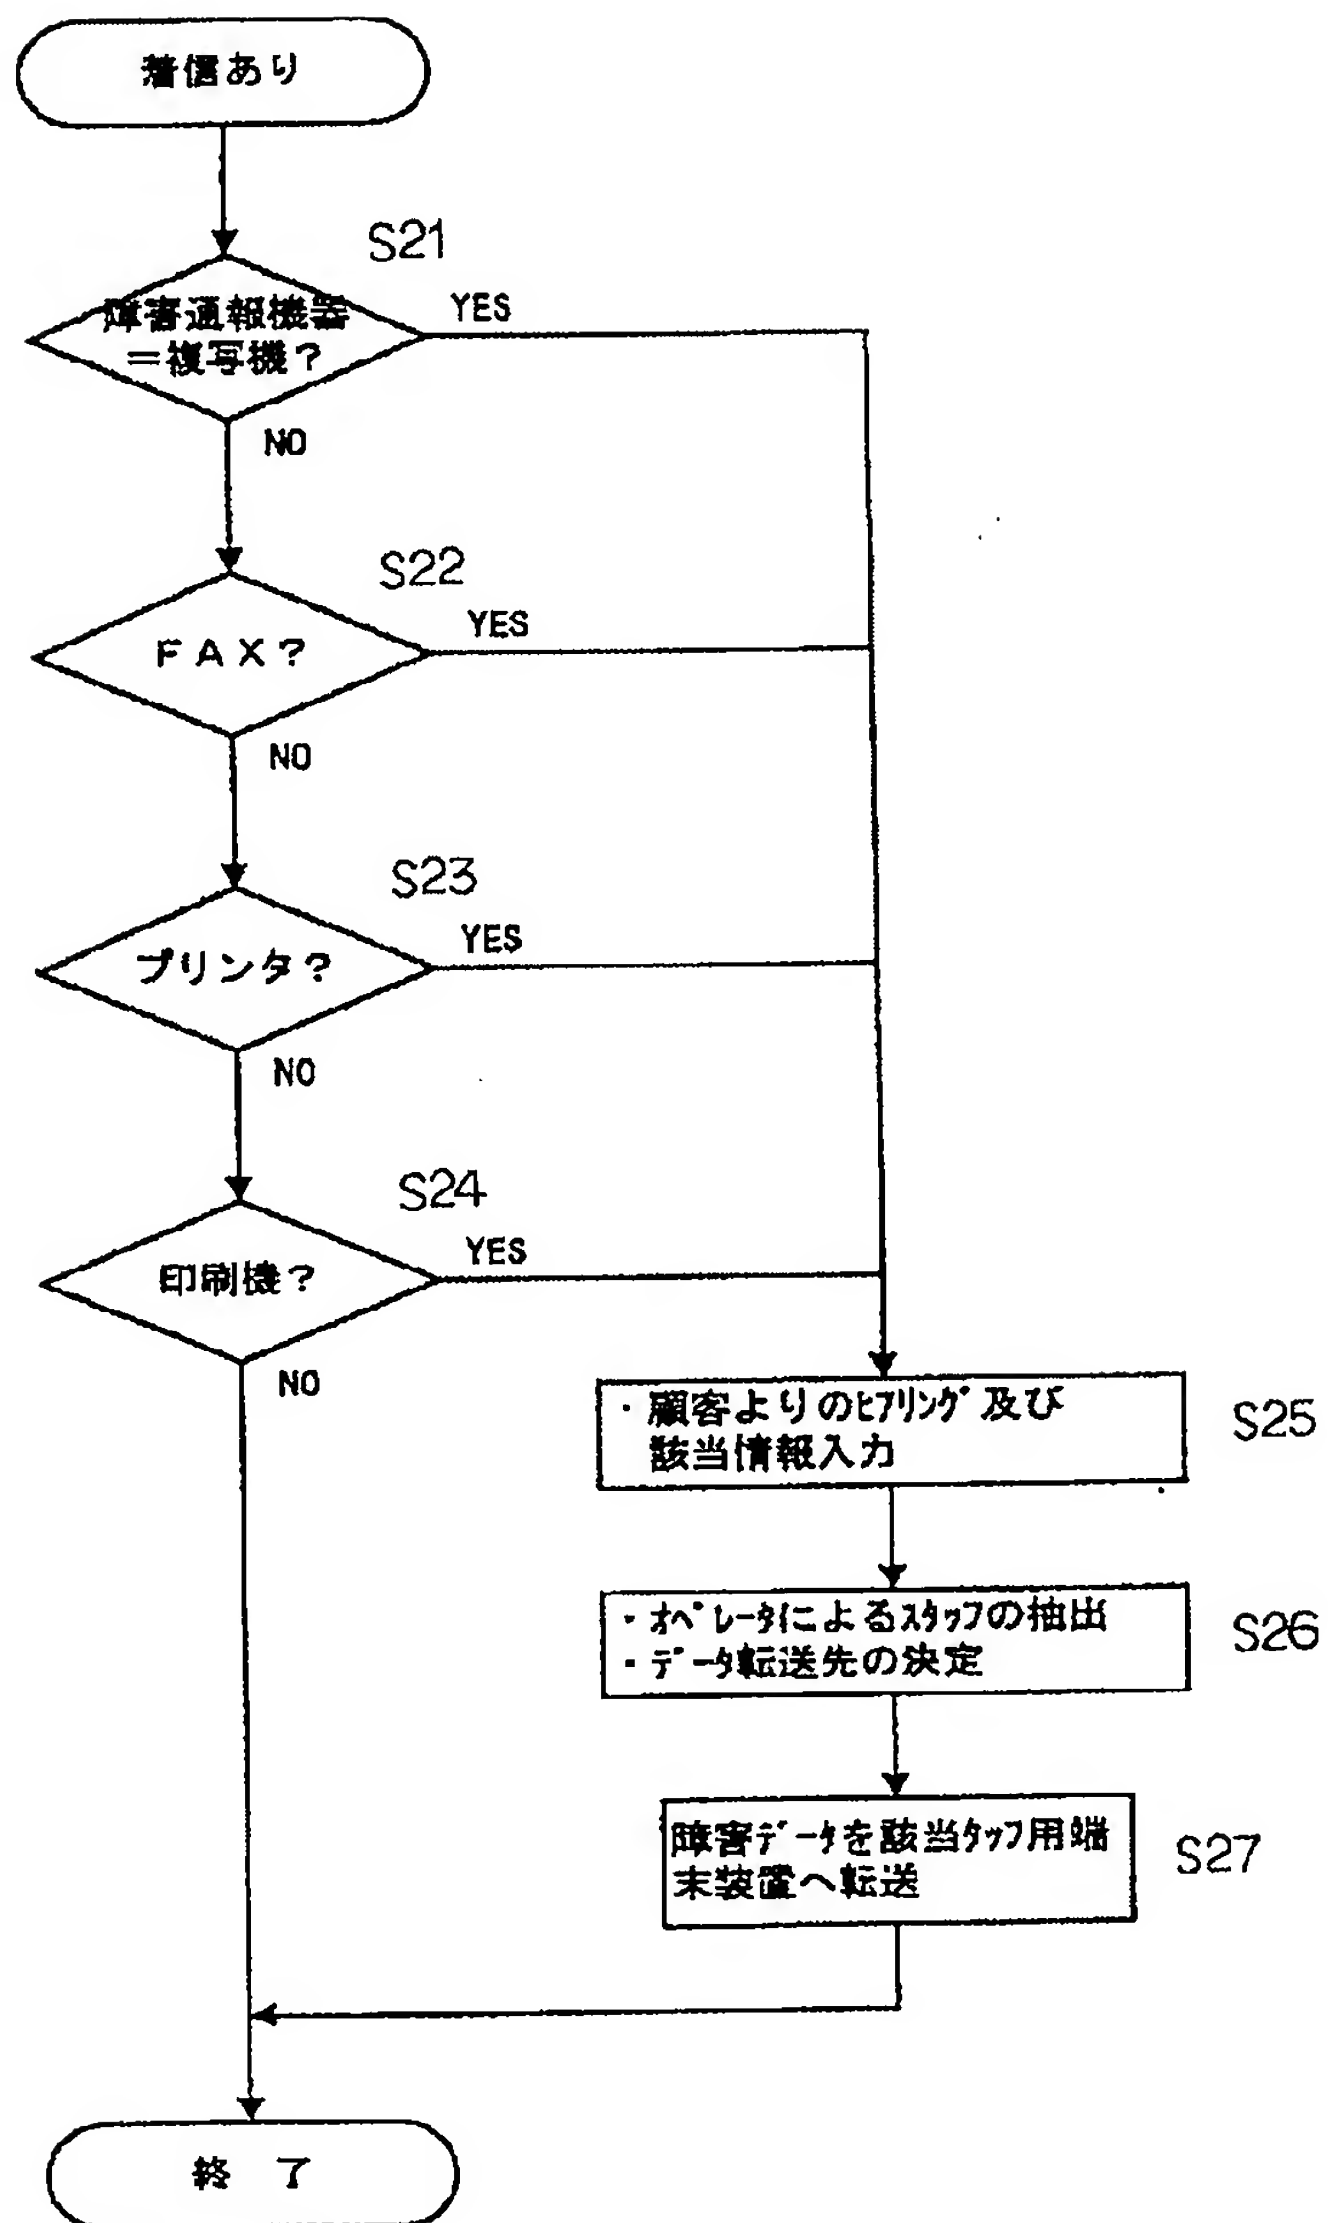 着信あり
S21
障害通報機器
＝複写機？
YES
NO
S22
ＦＡＸ？
YES
NO
S23
プリンタ？
YES
NO
S24
印刷機？
YES
NO
・顧客よりのﾋｱﾘﾝｸﾞ及び
該当情報入力
S25
・ｵﾍﾟﾚｰﾀによるｽﾀｯﾌの抽出
・ﾃﾞｰﾀ転送先の決定
S26
障害ﾃﾞｰﾀを該当ﾀｯﾌ用端
末装置へ転送
S27
終 了